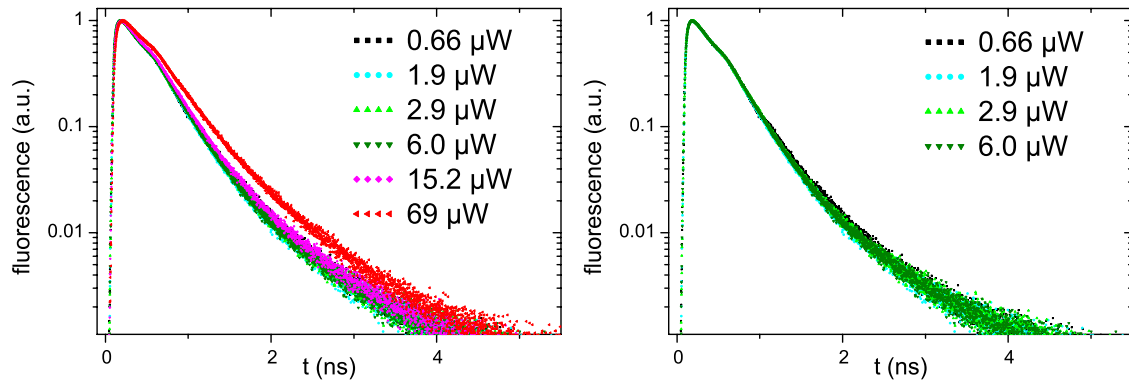 fluorescence (a.u.)
1
0.1
0.01
0.66 µW
1.9 µW
2.9 µW
6.0 µW
15.2 µW
69 µW
0
2
4
t (ns)
fluorescence (a.u.)
1
0.1
0.01
0.66 µW
1.9 µW
2.9 µW
6.0 µW
0
2
4
t (ns)